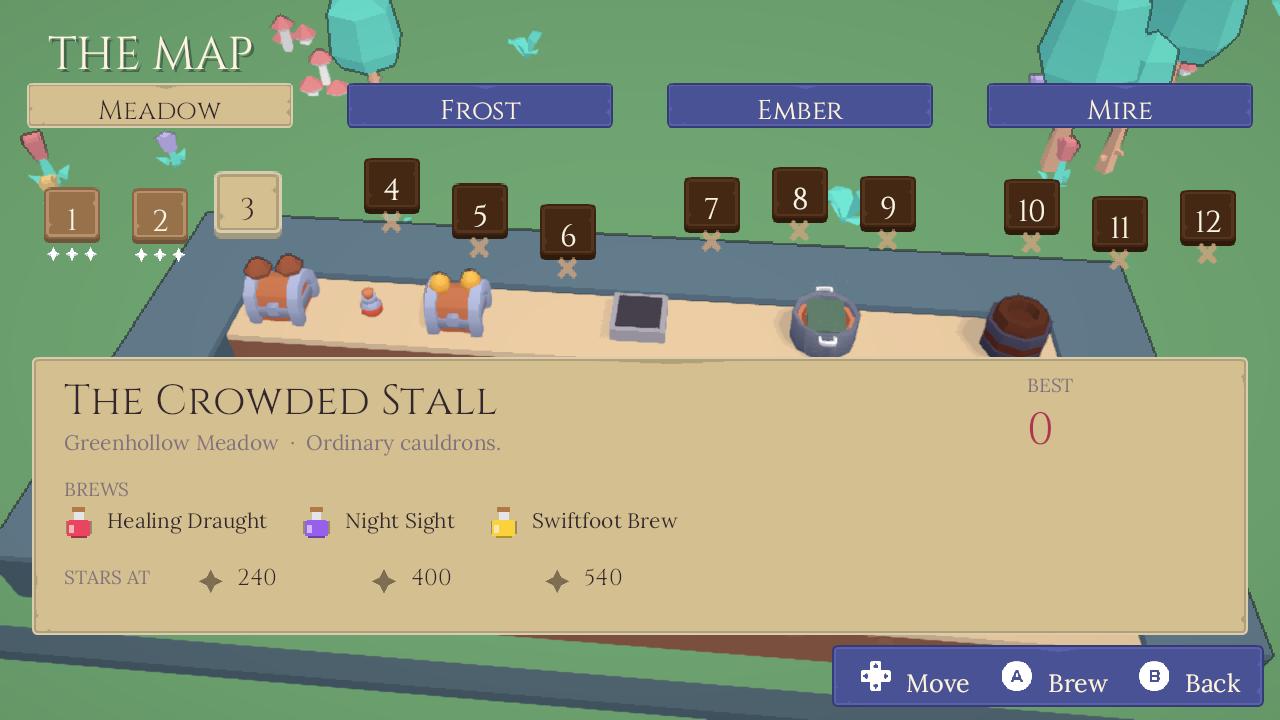 THE MAP
MEADOW
FROST
EMBER
MIRE
1
2
3
4
5
6
7
8
9
10
11
12
THE CROWDED STALL
BEST
0
Greenhollow Meadow · Ordinary cauldrons.
BREWS
Healing Draught Night Sight Swiftfoot Brew
STARS AT 240 400 540
Move A Brew B Back